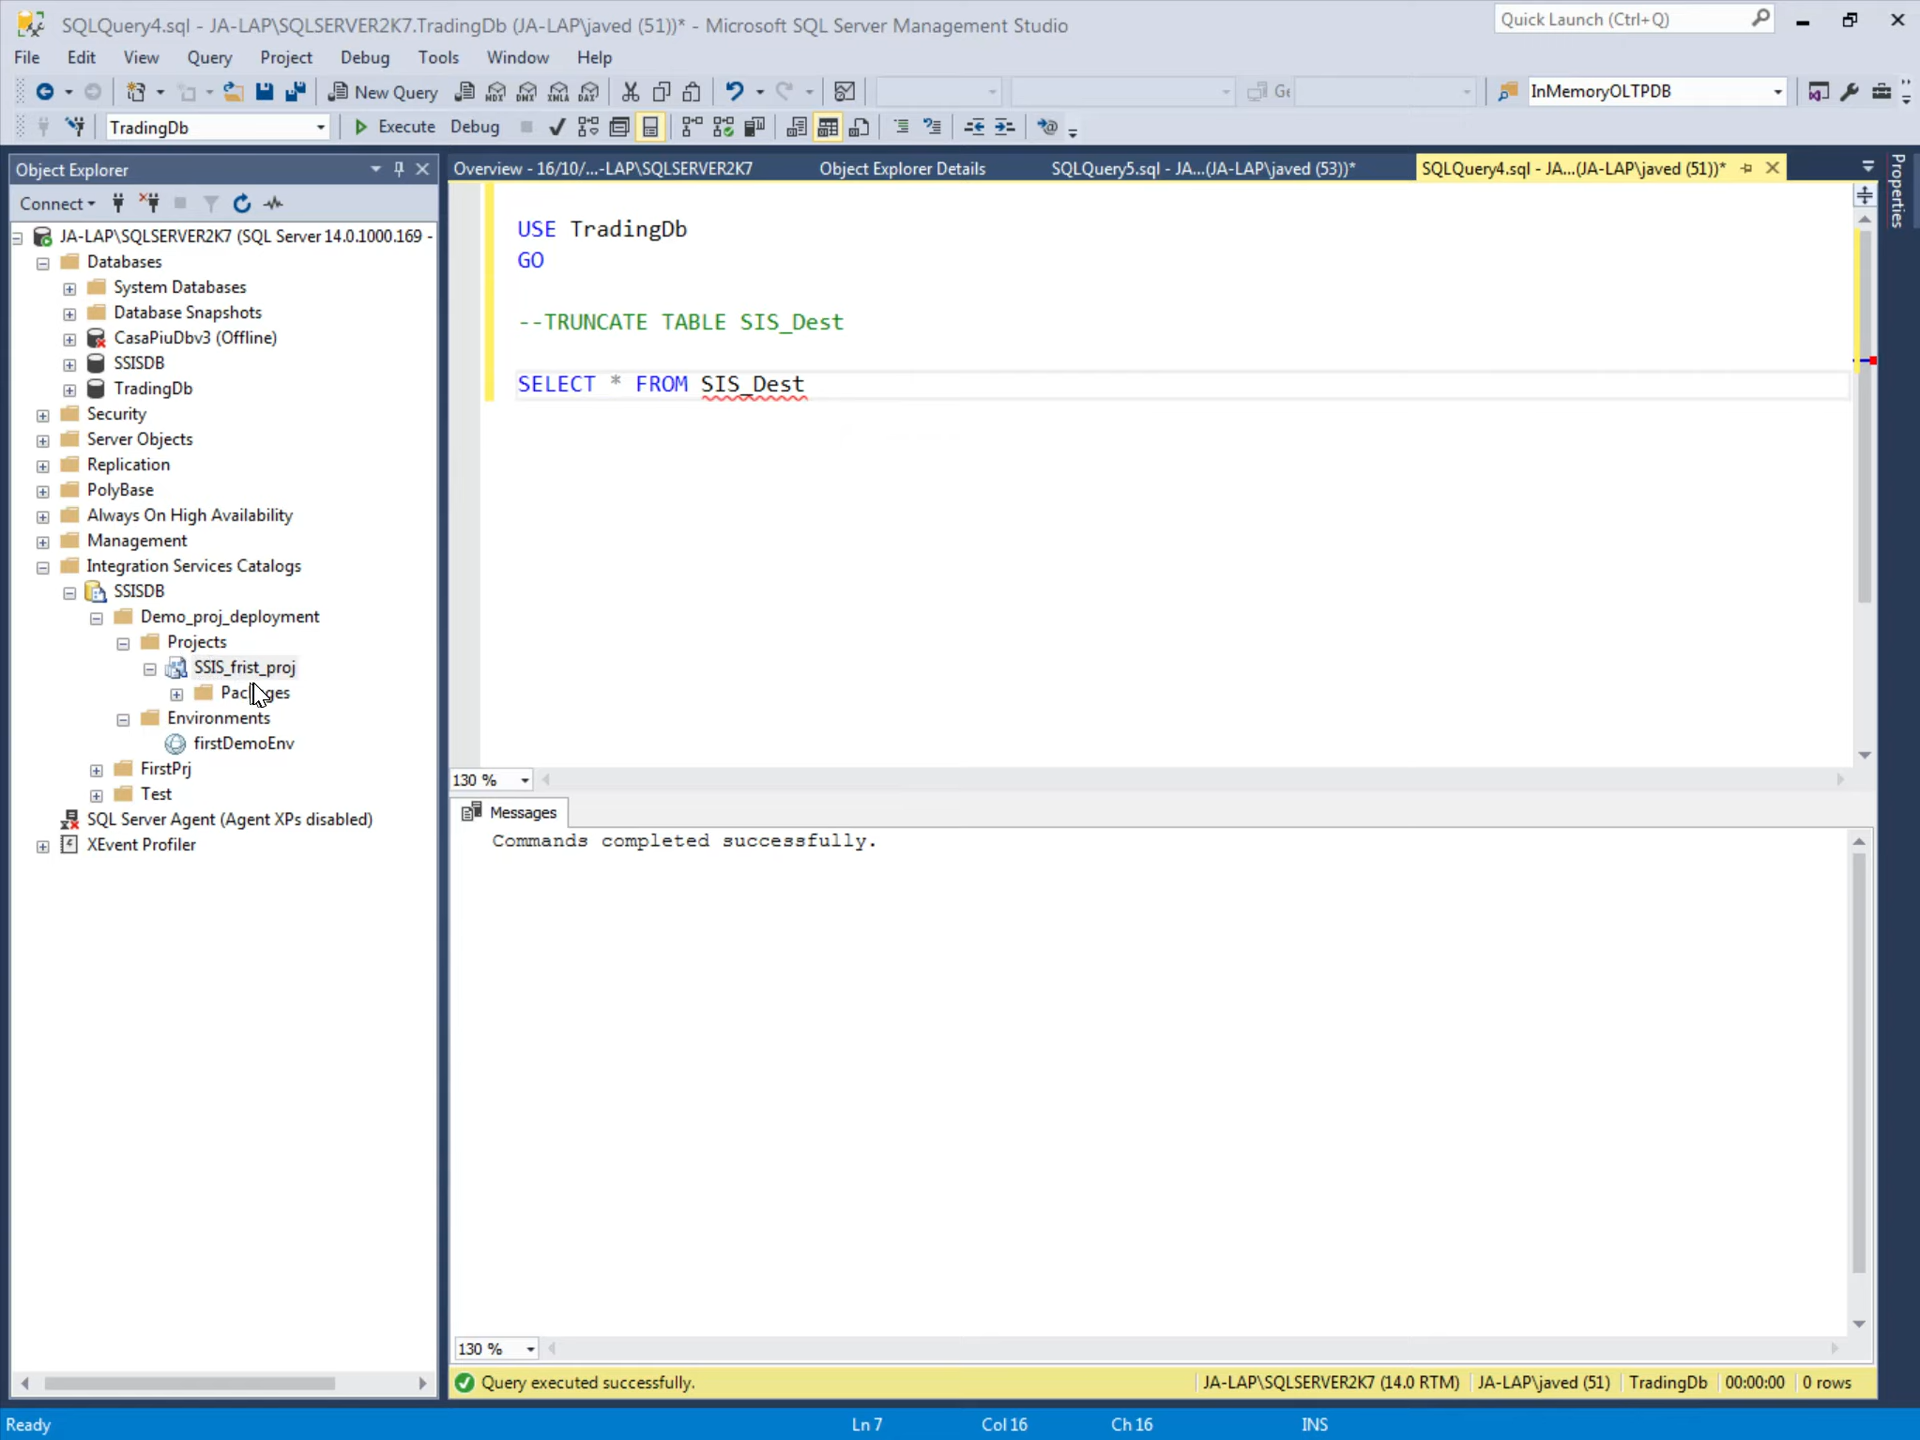 SQLQuery4.sql - JA-LAP\SQLSERVER2K7.TradingDb (JA-LAP\javed (51))* - Microsoft SQL Server Management Studio
Quick Launch (Ctrl+Q)
File Edit View Query Project Debug Tools Window Help
New Query MDX DMX XMLA DAX Ge InMemoryOLTPDB
TradingDb Execute Debug
Object Explorer
Overview - 16/10/...-LAP\SQLSERVER2K7 Object Explorer Details SQLQuery5.sql - JA...(JA-LAP\javed (53))* SQLQuery4.sql - JA...(JA-LAP\javed (51))*
Properties
Connect
JA-LAP\SQLSERVER2K7 (SQL Server 14.0.1000.169 -
Databases
System Databases
Database Snapshots
CasaPiuDbv3 (Offline)
SSISDB
TradingDb
Security
Server Objects
Replication
PolyBase
Always On High Availability
Management
Integration Services Catalogs
SSISDB
Demo_proj_deployment
Projects
SSIS_frist_proj
Packages
Environments
firstDemoEnv
FirstPrj
Test
SQL Server Agent (Agent XPs disabled)
XEvent Profiler
USE TradingDb
GO
--TRUNCATE TABLE SIS_Dest
SELECT * FROM SIS_Dest
130 %
Messages
Commands completed successfully.
130 %
Query executed successfully. JA-LAP\SQLSERVER2K7 (14.0 RTM) JA-LAP\javed (51) TradingDb 00:00:00 0 rows
Ready Ln 7 Col 16 Ch 16 INS